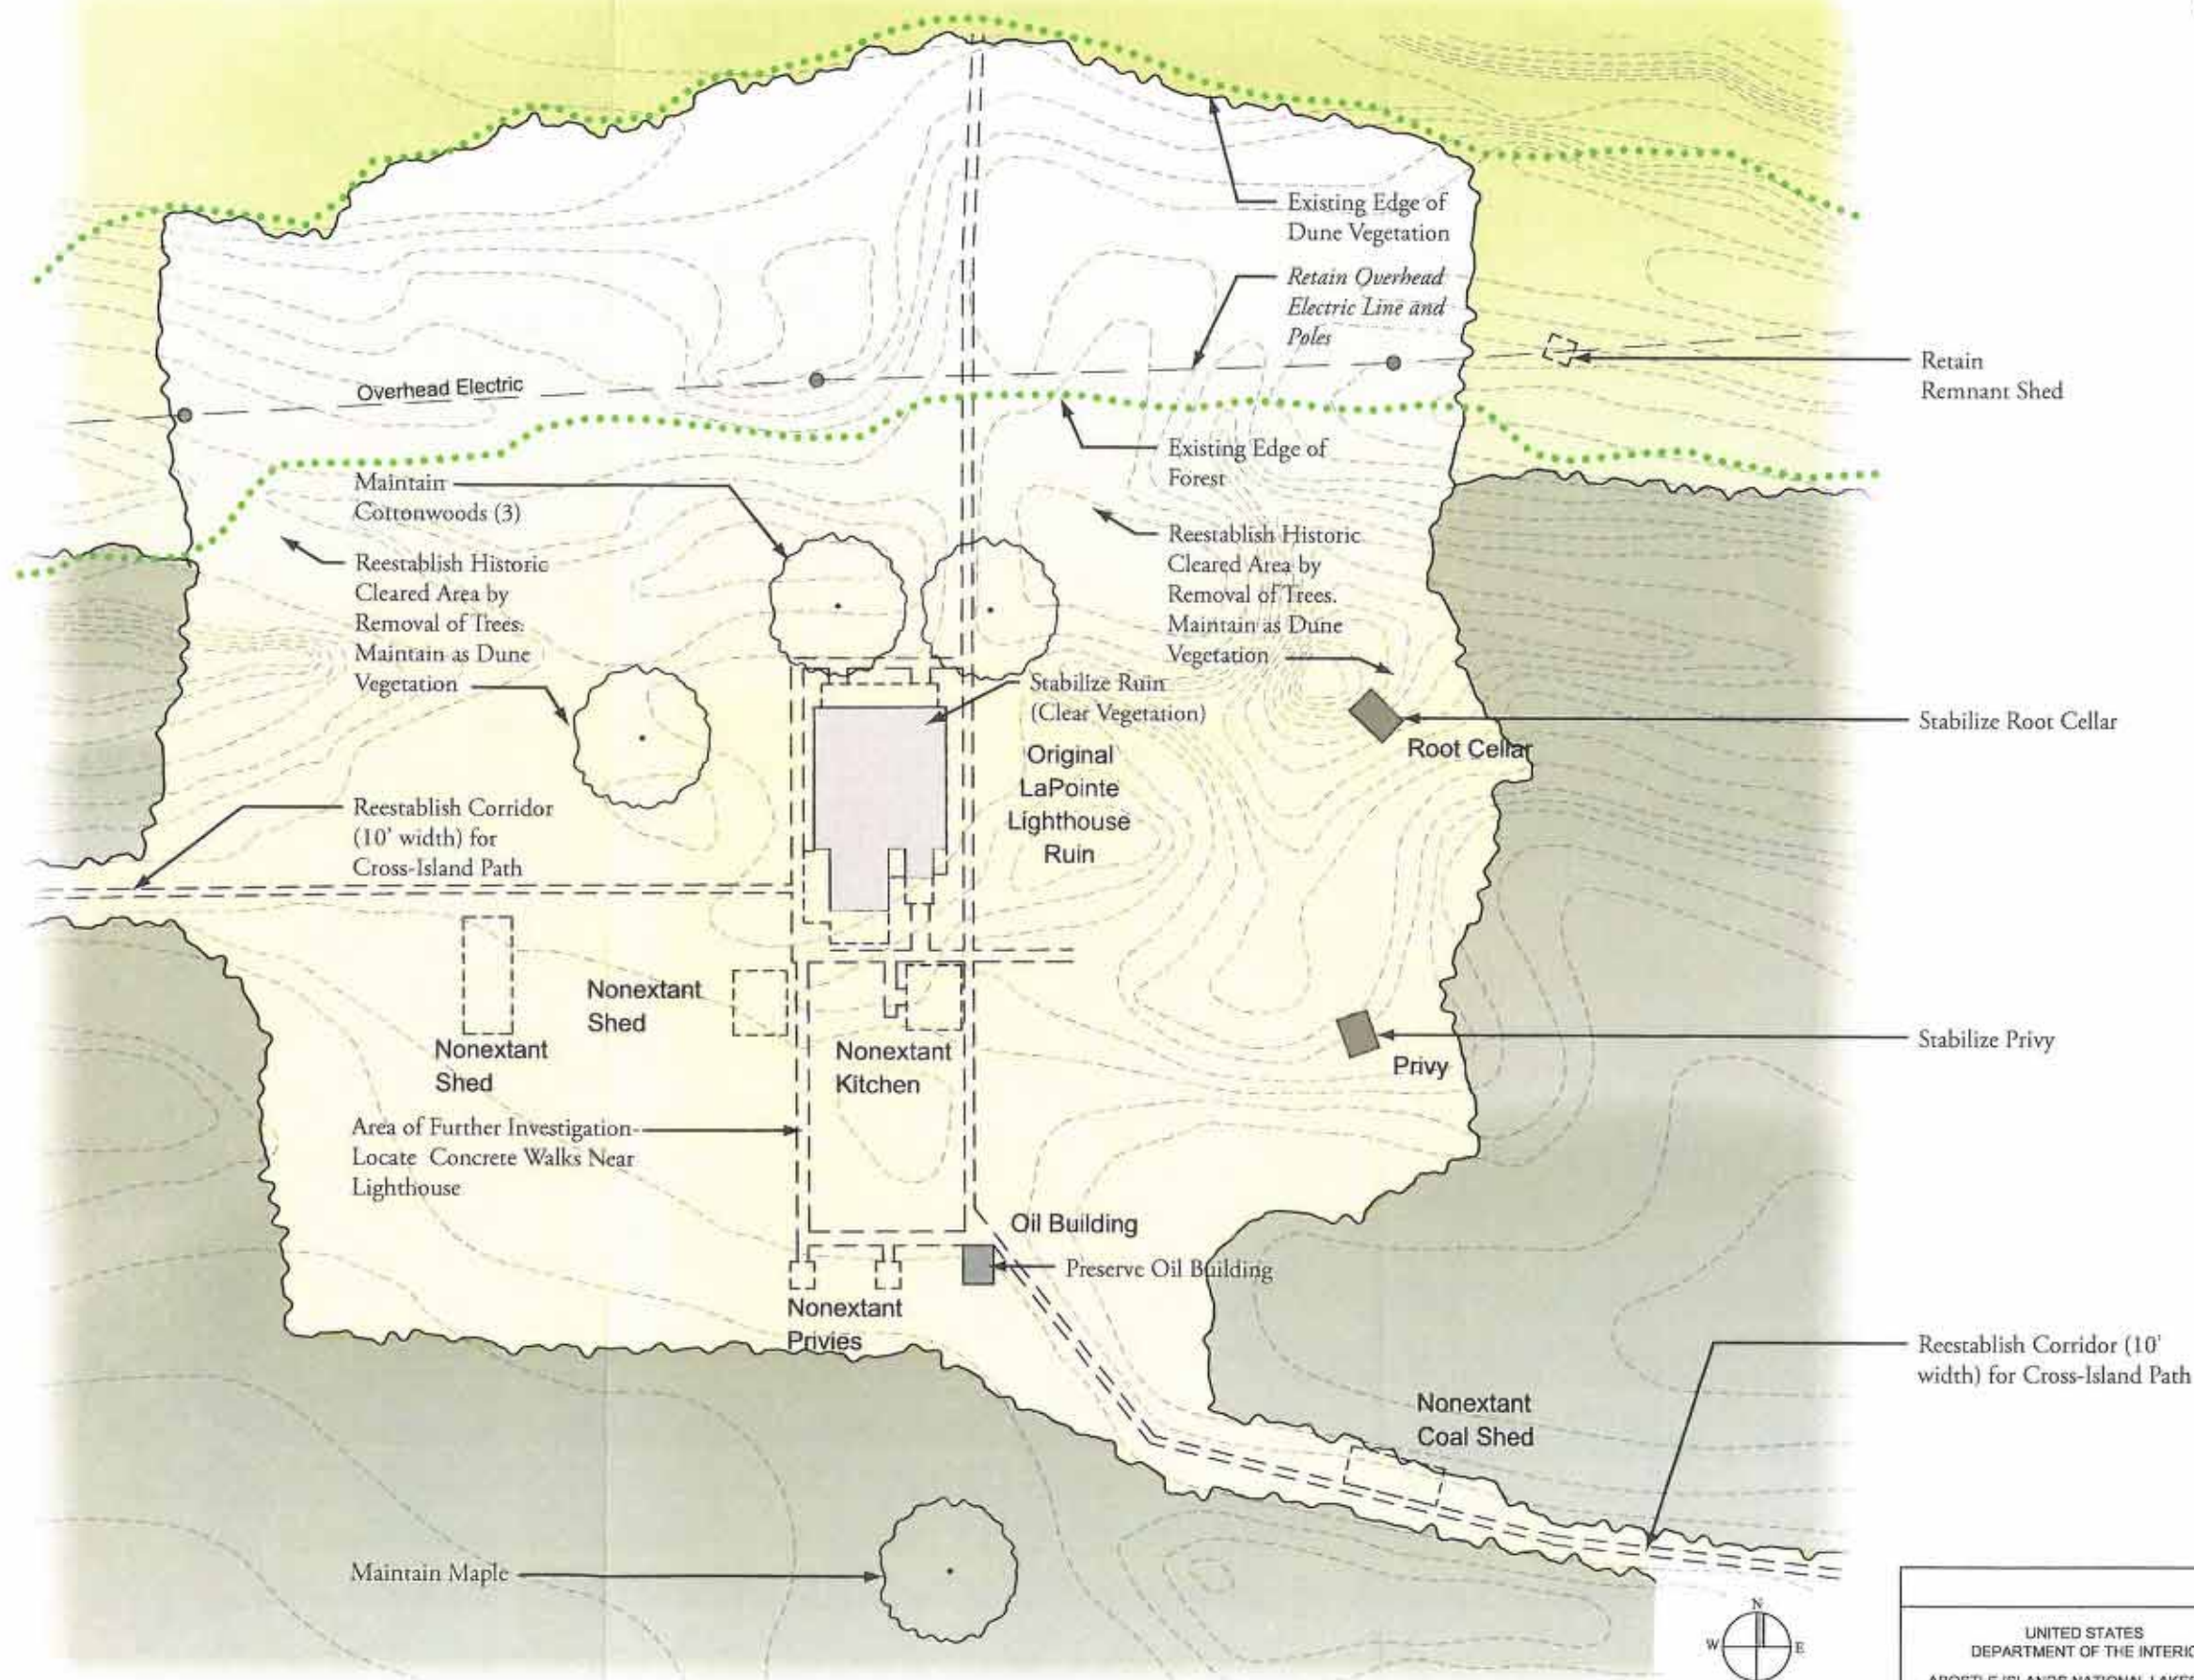 Existing Edge of
Dune Vegetation
Retain Overhead
Electric Line and
Poles
Retain
Remnant Shed
Overhead Electric
Existing Edge of
Forest
Maintain
Cottonwoods (3)
Reestablish Historic
Cleared Area by
Removal of Trees.
Maintain as Dune
Vegetation
Reestablish Historic
Cleared Area by
Removal of Trees.
Maintain as Dune
Vegetation
Stabilize Ruin
(Clear Vegetation)
Original
LaPointe
Lighthouse
Ruin
Stabilize Root Cellar
Root Cellar
Reestablish Corridor
(10' width) for
Cross-Island Path
Nonextant
Shed
Nonextant
Shed
Nonextant
Kitchen
Stabilize Privy
Privy
Area of Further Investigation-
Locate Concrete Walks Near
Lighthouse
Oil Building
Preserve Oil Building
Nonextant
Privies
Reestablish Corridor (10'
width) for Cross-Island Path
Nonextant
Coal Shed
Maintain Maple
N
W E
UNITED STATES
DEPARTMENT OF THE